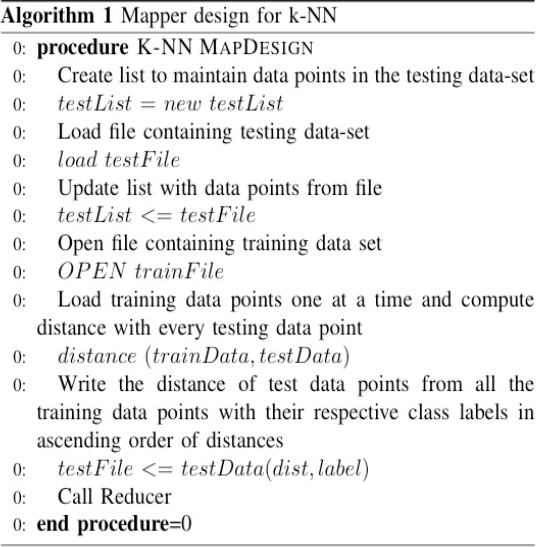 Algorithm 1 Mapper design for k-NN
0: procedure K-NN MAPDESIGN
0: Create list to maintain data points in the testing data-set
0: testList = new testList
0: Load file containing testing data-set
0: load testFile
0: Update list with data points from file
0: testList <= testFile
0: Open file containing training data set
0: OPEN trainFile
0: Load training data points one at a time and compute
distance with every testing data point
0: distance (trainData, testData)
0: Write the distance of test data points from all the
training data points with their respective class labels in
ascending order of distances
0: testFile <= testData(dist, label)
0: Call Reducer
0: end procedure=0